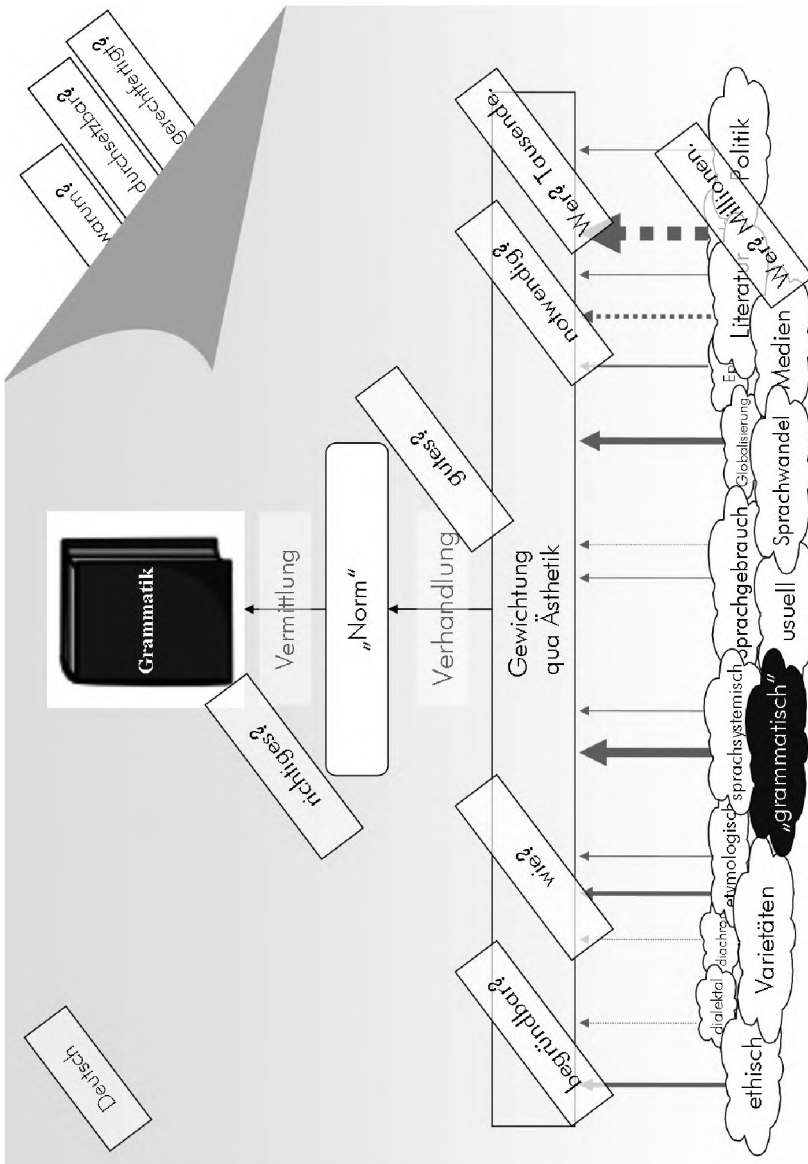 Deutsch
warum?
durchsetzbar?
gerechtfertigt?
Grammatik
Vermittlung
richtiges?
„Norm“
gutes?
Verhandlung
begründbar?
wie?
Gewichtung
qua Ästhetik
notwendig?
Wer? Tausende.
ethisch
dialektal
diachron
Varietäten
etymologisch
sprachsystemisch
„grammatisch“
sprachgebrauch
usuell
Globalisierung
Sprachwandel
Literatur
Medien
Politik
Wer? Millionen.